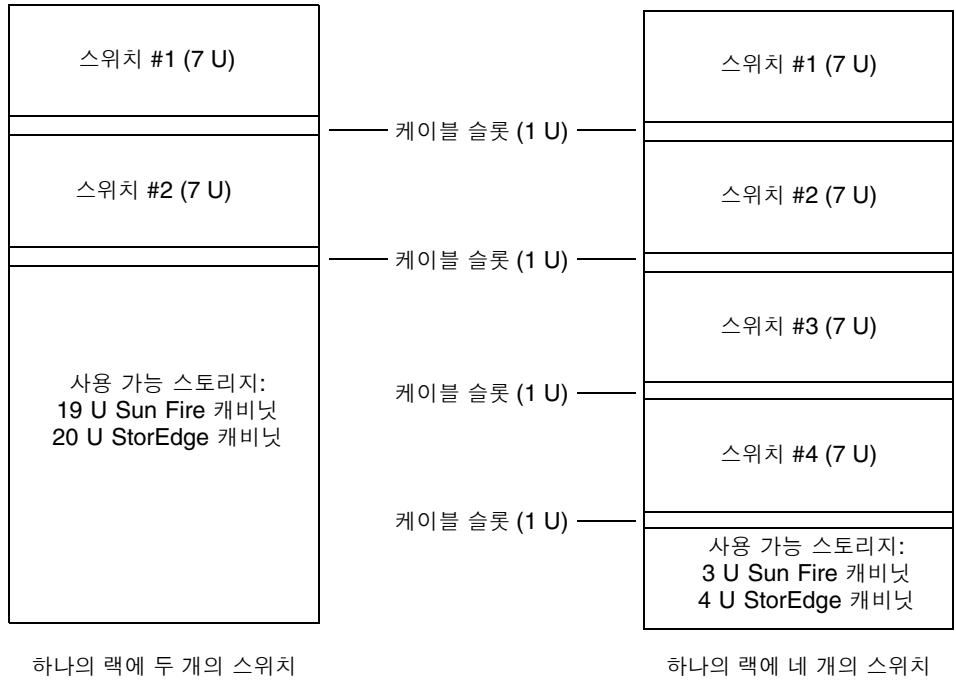 스위치 #1 (7 U)
스위치 #2 (7 U)
사용 가능 스토리지:
19 U Sun Fire 캐비닛
20 U StorEdge 캐비닛
하나의 랙에 두 개의 스위치
케이블 슬롯 (1 U)
케이블 슬롯 (1 U)
케이블 슬롯 (1 U)
케이블 슬롯 (1 U)
스위치 #1 (7 U)
스위치 #2 (7 U)
스위치 #3 (7 U)
스위치 #4 (7 U)
사용 가능 스토리지:
3 U Sun Fire 캐비닛
4 U StorEdge 캐비닛
하나의 랙에 네 개의 스위치